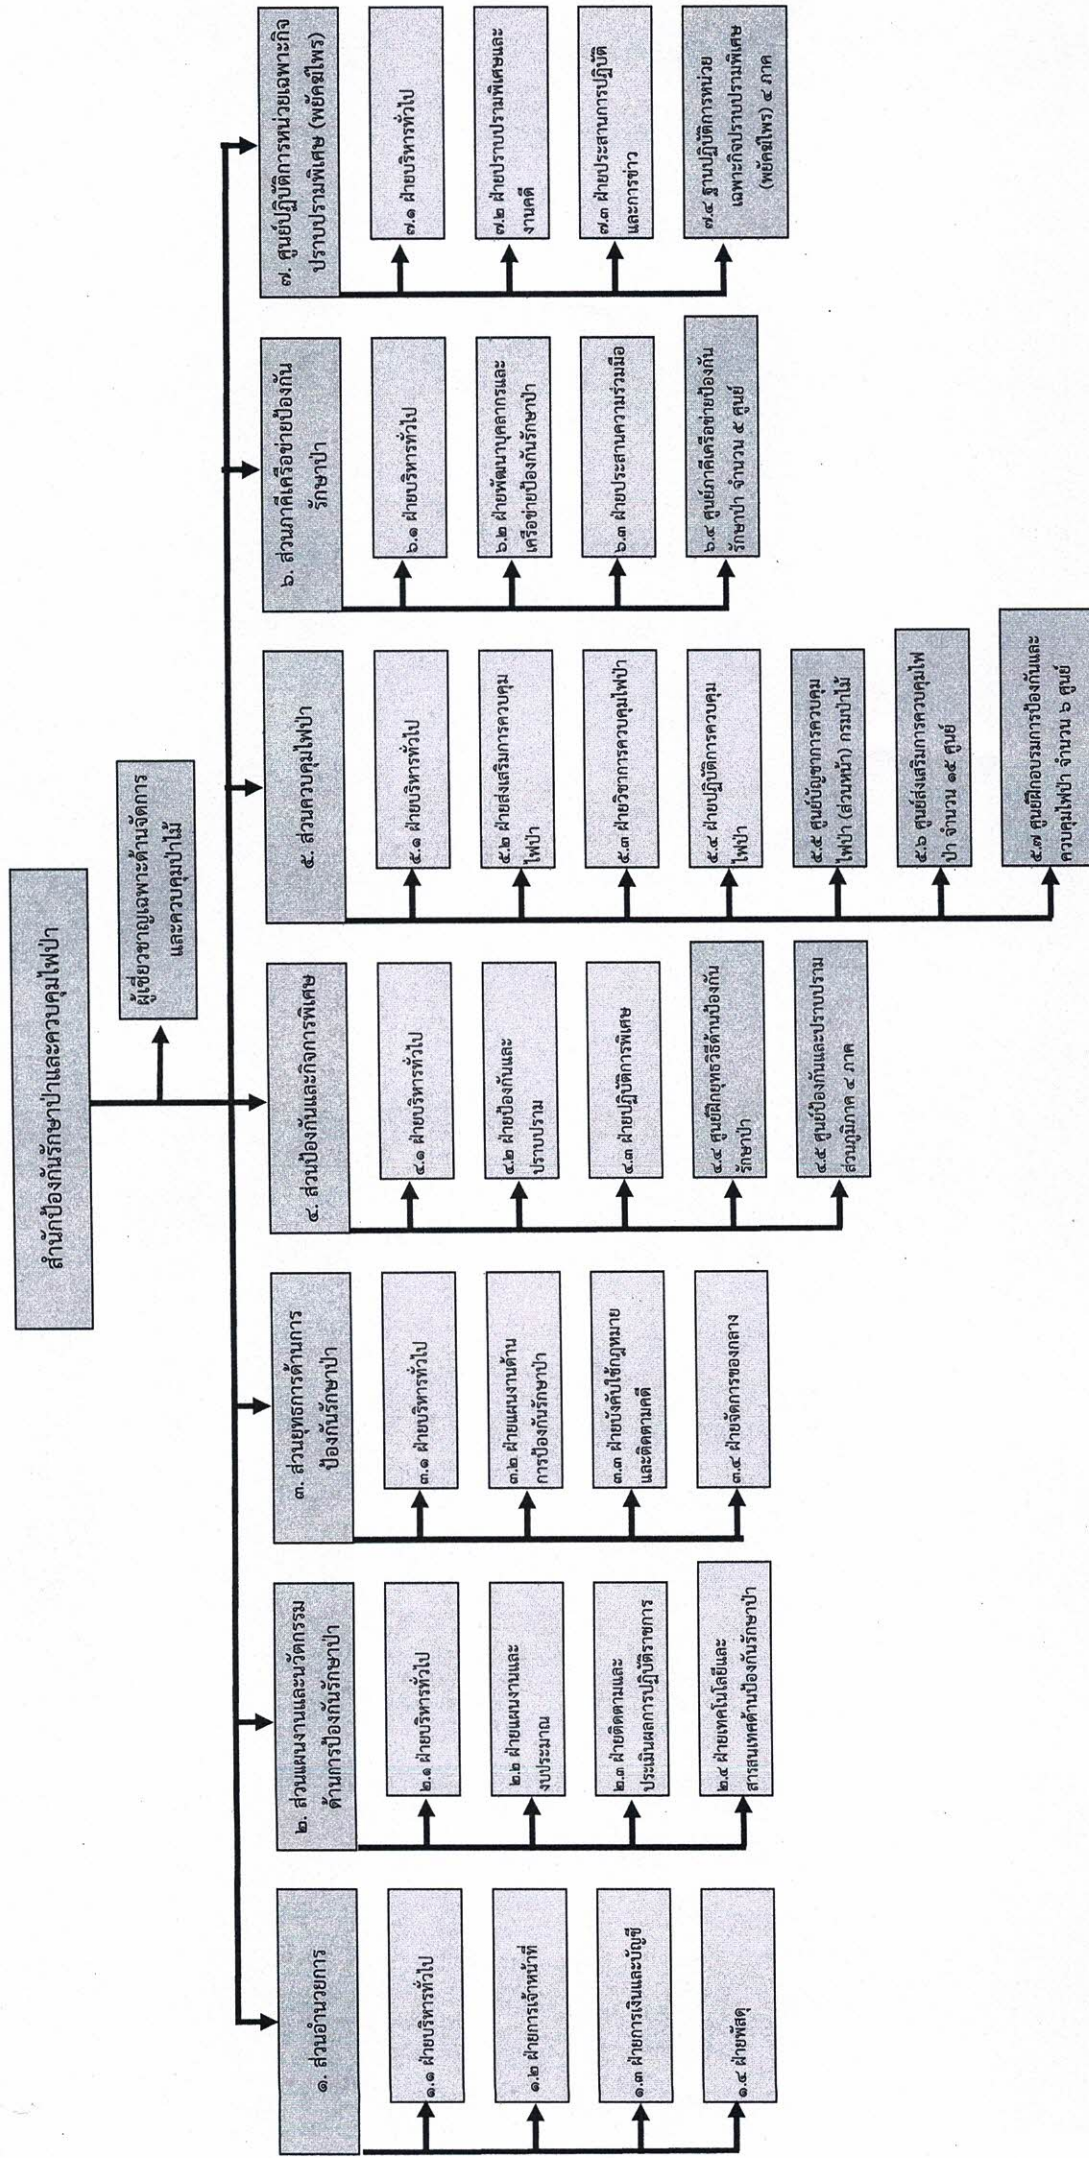 สำนักป้องกันรักษาป่าและควบคุมไฟป่า
ผู้เชี่ยวชาญเฉพาะด้านจัดการ
และควบคุมป่าไม้
๑. ส่วนอำนวยการ
๑.๑ ฝ่ายบริหารทั่วไป
๑.๒ ฝ่ายการเจ้าหน้าที่
๑.๓ ฝ่ายการเงินและบัญชี
๑.๔ ฝ่ายพัสดุ
๒. ส่วนแผนงานและนวัตกรรม
ด้านการป้องกันรักษาป่า
๒.๑ ฝ่ายบริหารทั่วไป
๒.๒ ฝ่ายแผนงานและ
งบประมาณ
๒.๓ ฝ่ายติดตามและ
ประเมินผลการปฏิบัติราชการ
๒.๔ ฝ่ายเทคโนโลยีและ
สารสนเทศด้านป้องกันรักษาป่า
๓. ส่วนยุทธการด้านการ
ป้องกันรักษาป่า
๓.๑ ฝ่ายบริหารทั่วไป
๓.๒ ฝ่ายแผนงานด้าน
การป้องกันรักษาป่า
๓.๓ ฝ่ายบังคับใช้กฎหมาย
และติดตามคดี
๓.๔ ฝ่ายจัดการของกลาง
๔. ส่วนป้องกันและกิจการพิเศษ
๔.๑ ฝ่ายบริหารทั่วไป
๔.๒ ฝ่ายป้องกันและ
ปราบปราม
๔.๓ ฝ่ายปฏิบัติการพิเศษ
๔.๔ ศูนย์ฝึกยุทธวิธีด้านป้องกัน
รักษาป่า
๔.๕ ศูนย์ป้องกันและปราบปราม
ส่วนภูมิภาค ๔ ภาค
๕. ส่วนควบคุมไฟป่า
๕.๑ ฝ่ายบริหารทั่วไป
๕.๒ ฝ่ายส่งเสริมการควบคุม
ไฟป่า
๕.๓ ฝ่ายวิชาการควบคุมไฟป่า
๕.๔ ฝ่ายปฏิบัติการควบคุม
ไฟป่า
๕.๕ ศูนย์บัญชาการควบคุม
ไฟป่า (ส่วนหน้า) กรมป่าไม้
๕.๖ ศูนย์ส่งเสริมการควบคุมไฟ
ป่า จำนวน ๑๕ ศูนย์
๕.๗ ศูนย์ฝึกอบรมการป้องกันและ
ควบคุมไฟป่า จำนวน ๖ ศูนย์
๖. ส่วนภาคีเครือข่ายป้องกัน
รักษาป่า
๖.๑ ฝ่ายบริหารทั่วไป
๖.๒ ฝ่ายพัฒนาบุคลากรและ
เครือข่ายป้องกันรักษาป่า
๖.๓ ฝ่ายประสานความร่วมมือ
๖.๔ ศูนย์ภาคีเครือข่ายป้องกัน
รักษาป่า จำนวน ๕ ศูนย์
๗. ศูนย์ปฏิบัติการหน่วยเฉพาะกิจ
ปราบปรามพิเศษ (พยัคฆ์ไพร)
๗.๑ ฝ่ายบริหารทั่วไป
๗.๒ ฝ่ายปราบปรามพิเศษและ
งานคดี
๗.๓ ฝ่ายประสานการปฏิบัติ
และการข่าว
๗.๔ ฐานปฏิบัติการหน่วย
เฉพาะกิจปราบปรามพิเศษ
(พยัคฆ์ไพร) ๔ ภาค